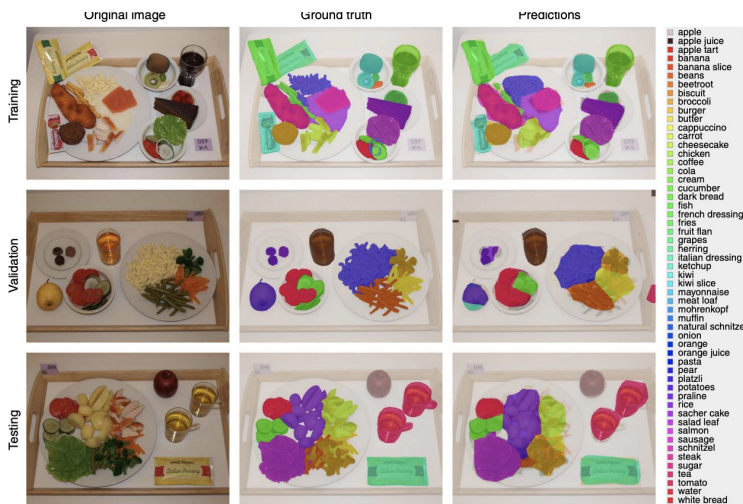 Original image
Ground truth
Predictions
Training
Validation
Testing
apple
apple juice
apple tart
banana
banana slice
beans
beetroot
biscuit
broccoli
burger
butter
cappuccino
carrot
cheesecake
chicken
coffee
cola
cream
cucumber
dark bread
fish
french dressing
fries
fruit flan
grapes
herring
italian dressing
ketchup
kiwi
kiwi slice
mayonnaise
meat loaf
mohrenkopf
muffin
natural schnitze
onion
orange
orange juice
pasta
pear
platzli
potatoes
praline
rice
sacher cake
salad leaf
salmon
sausage
schnitzel
steak
sugar
tea
tomato
water
white bread